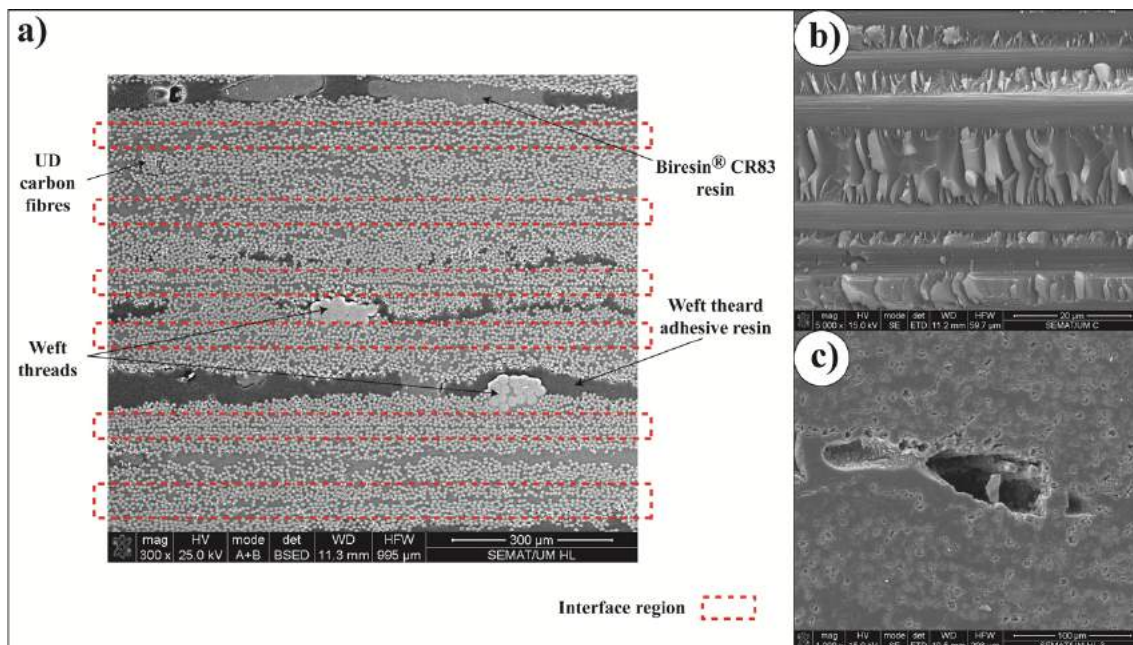 a)
UD
carbon
fibres
Biresin® CR83
resin
Weft theard
adhesive resin
Weft
threads
mag HV mode det WD HFW 300 µm
300 x 25.0 kV A+B BSED 11.3 mm 995 µm SEMAT/UM HL
Interface region
b)
mag HV mode det WD HFW 20 µm
5 000 x 15.0 kV SE ETD 11.2 mm 59.7 µm SEMAT/UM C
c)
mag HV mode det WD HFW 100 µm